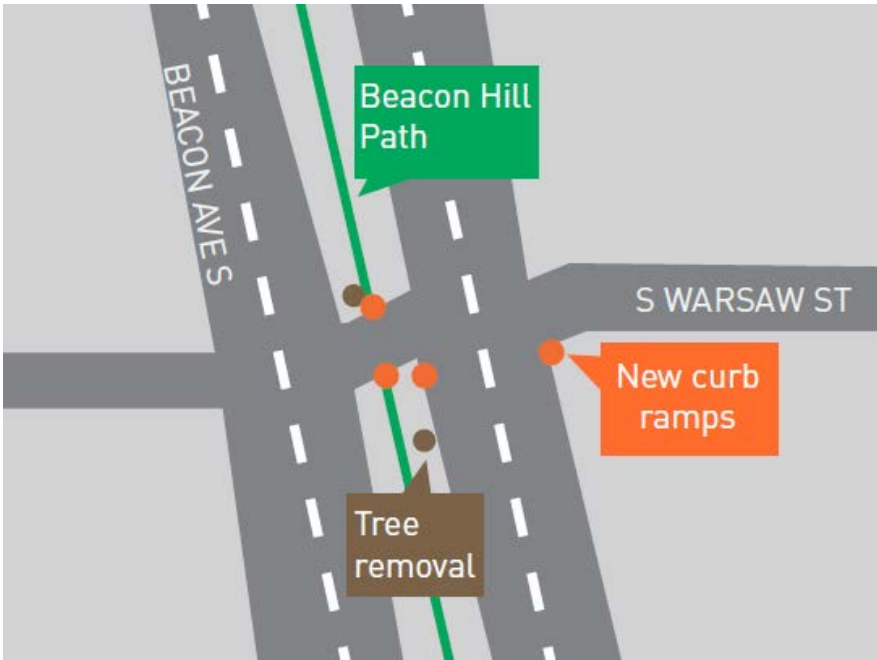 Beacon Hill
Path
BEACON AVE S
S WARSAW ST
New curb
ramps
Tree
removal